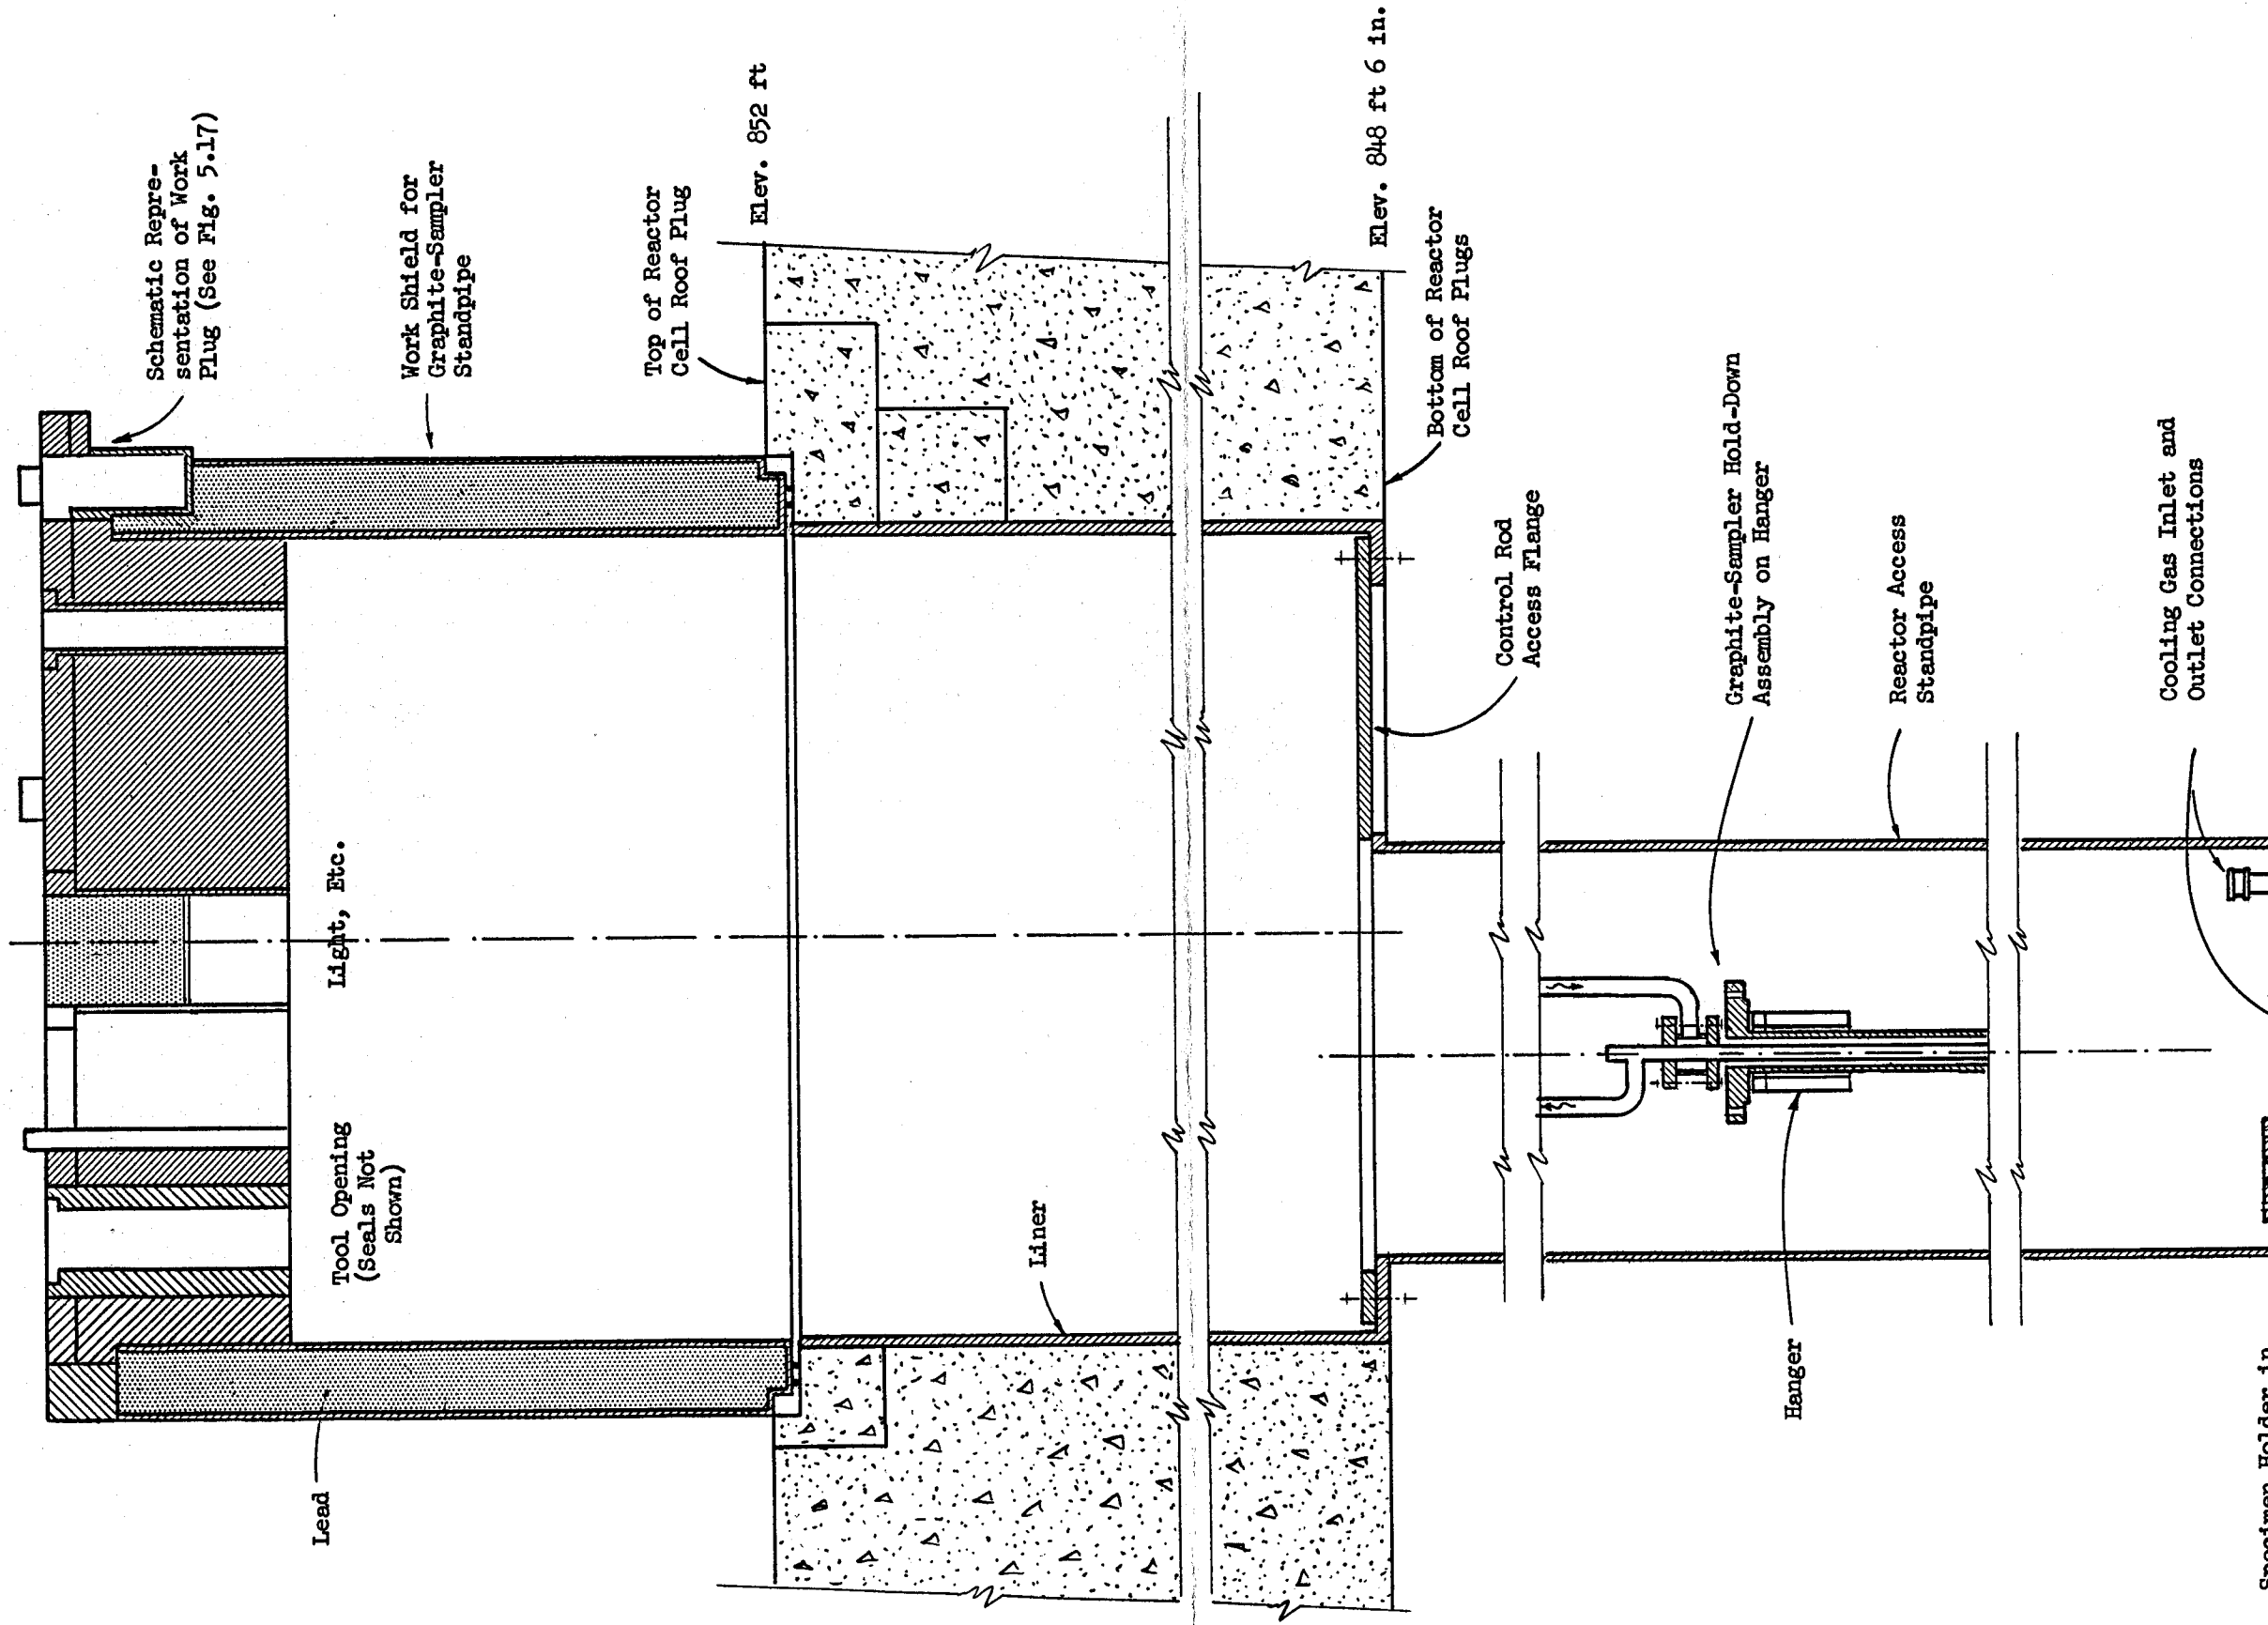 Schematic Repre-
sentation of Work
Plug (See Fig. 5.17)
Work Shield for
Graphite-Sampler
Standpipe
Top of Reactor
Cell Roof Plug
Elev. 852 ft
Light, Etc.
Tool Opening
(Seals Not
Shown)
Lead
Liner
Elev. 848 ft 6 in.
Bottom of Reactor
Cell Roof Plugs
Control Rod
Access Flange
Graphite-Sampler Hold-Down
Assembly on Hanger
Reactor Access
Standpipe
Hanger
Cooling Gas Inlet and
Outlet Connections
Specimen Holder in